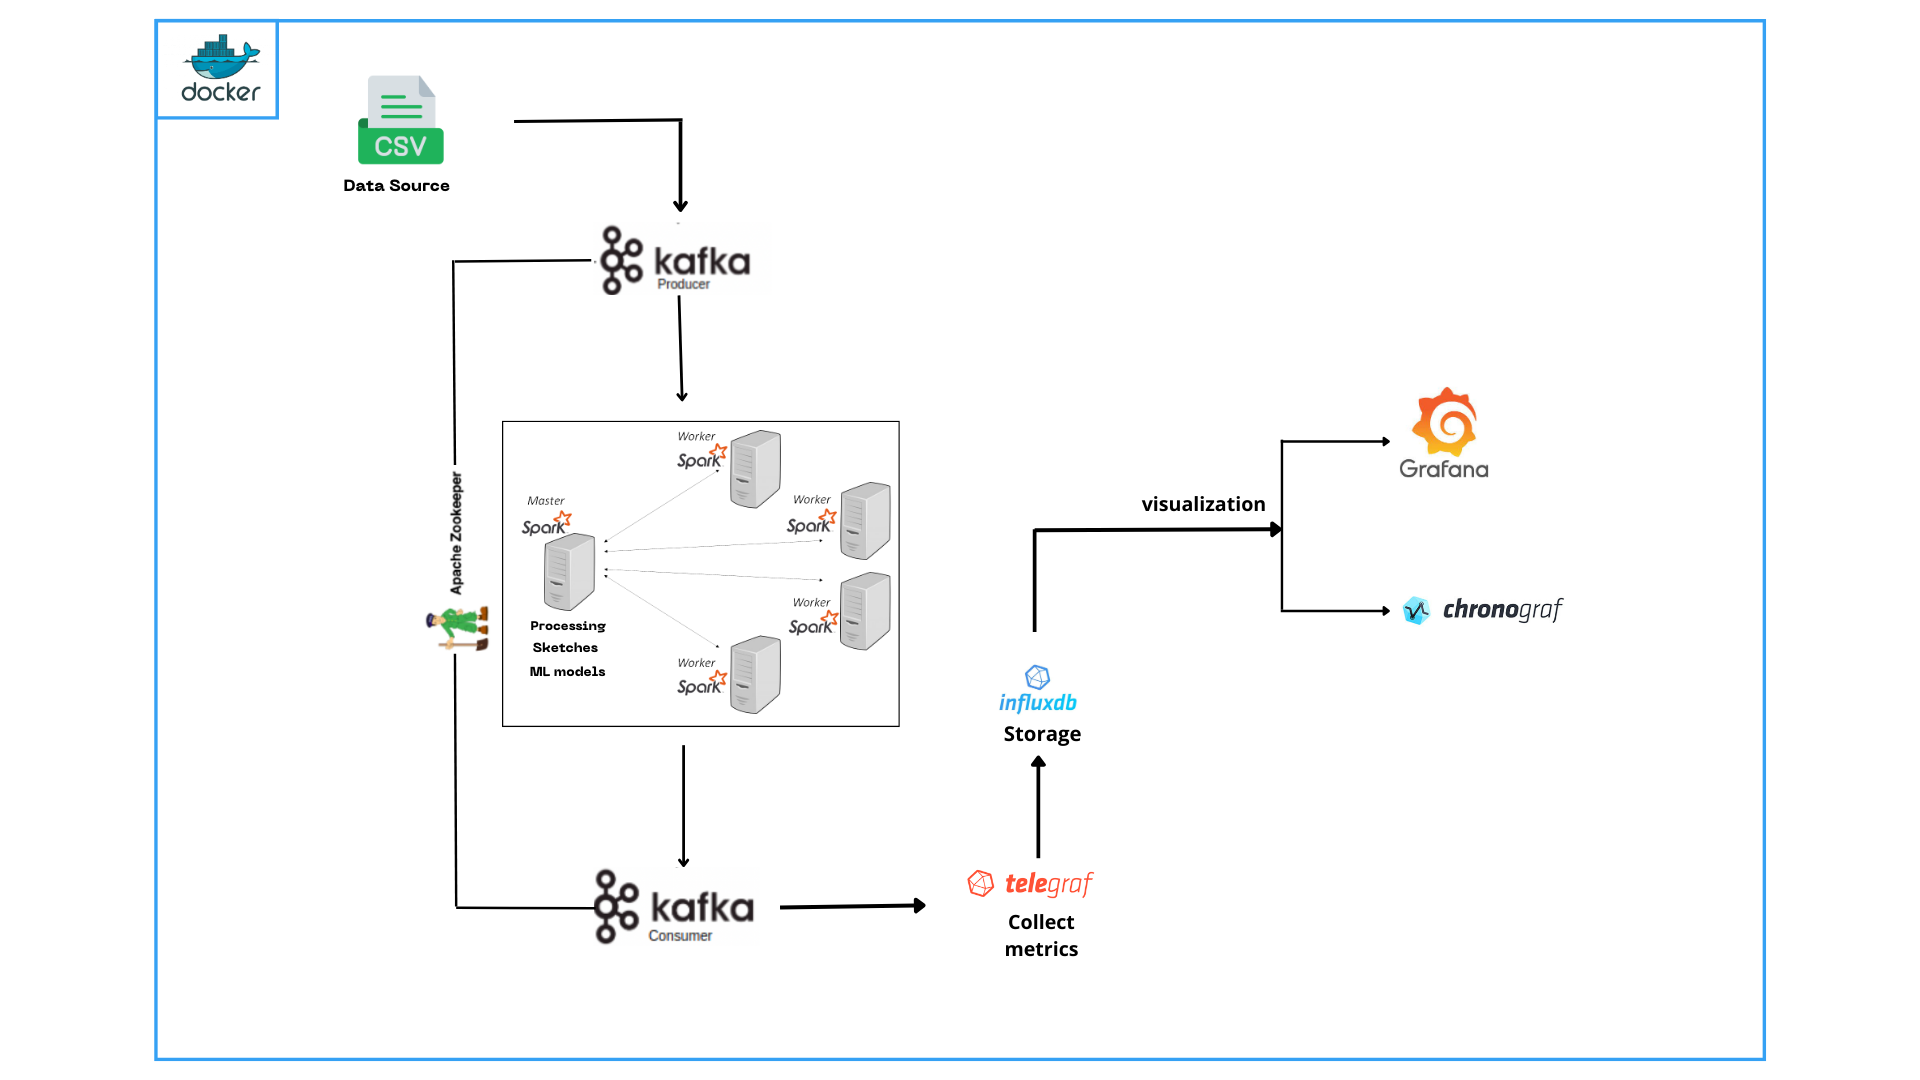 docker
CSV
Data Source
kafka
Producer
Apache Zookeeper
Worker
Spark
Worker
Spark
Master
Spark
Processing
Sketches
ML models
Worker
Spark
Worker
Spark
kafka
Consumer
telegraf
Collect
metrics
influxdb
Storage
visualization
Grafana
chronograf